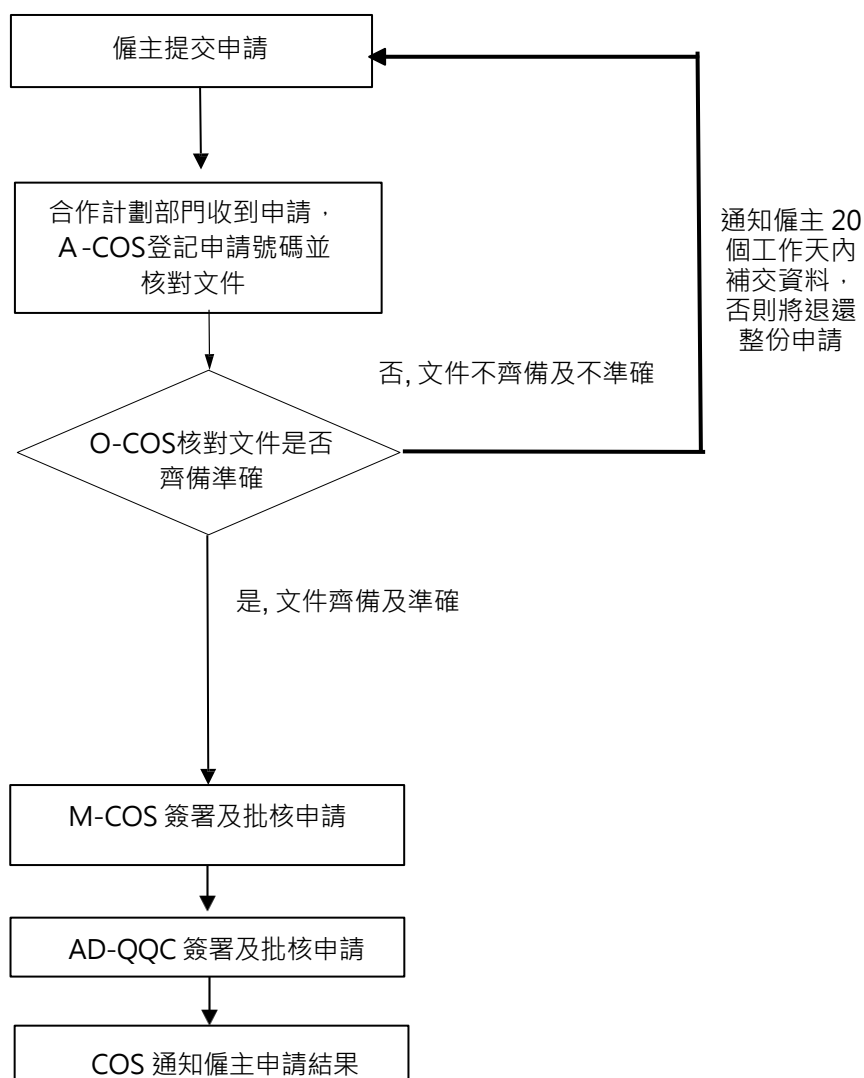 僱主提交申請
合作計劃部門收到申請，
A-COS登記申請號碼並
核對文件
通知僱主 20
個工作天內
補交資料，
否則將退還
整份申請
否, 文件不齊備及不準確
O-COS核對文件是否
齊備準確
是, 文件齊備及準確
M-COS 簽署及批核申請
AD-QQC 簽署及批核申請
COS 通知僱主申請結果